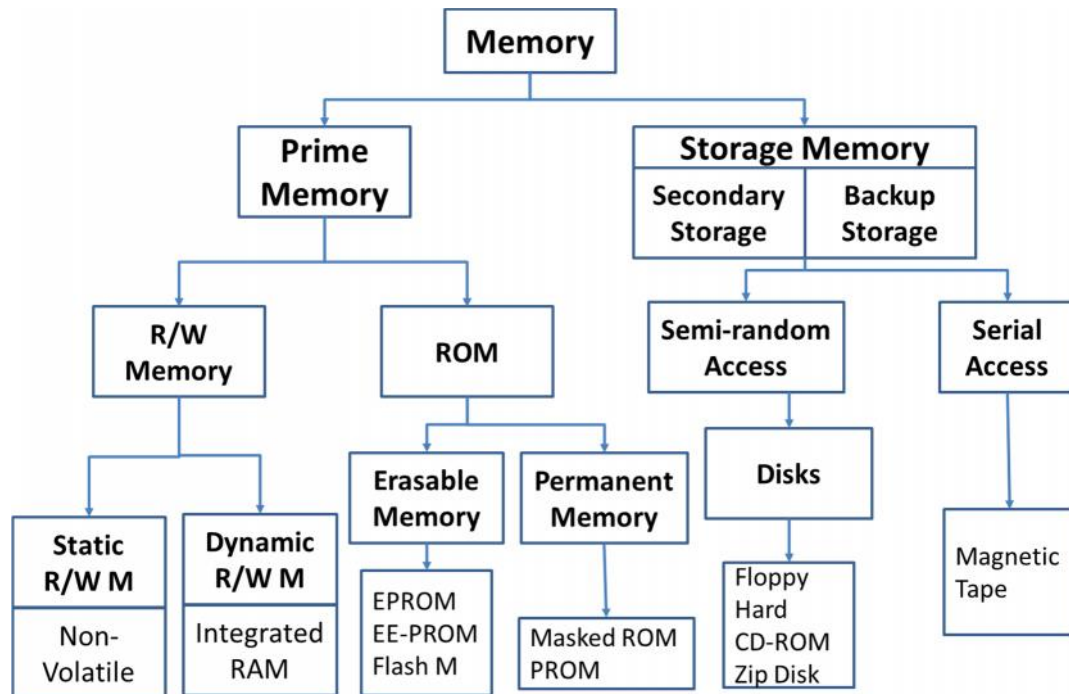 Memory
Prime
Memory
Storage Memory
Secondary
Storage
Backup
Storage
R/W
Memory
ROM
Semi-random
Access
Serial
Access
Erasable
Memory
Permanent
Memory
Disks
Static
R/W M
Dynamic
R/W M
Non-
Volatile
Integrated
RAM
EPROM
EE-PROM
Flash M
Masked ROM
PROM
Floppy
Hard
CD-ROM
Zip Disk
Magnetic
Tape